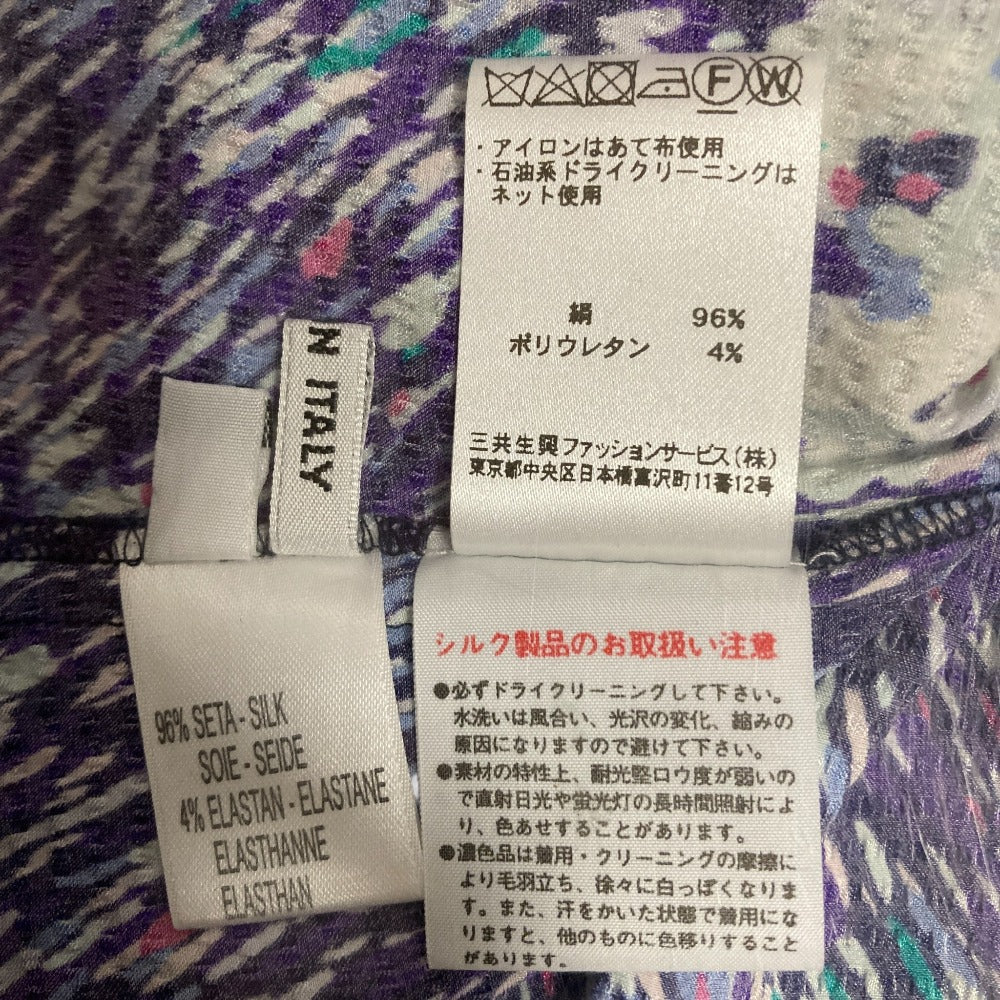 ・アイロンはあて布使用
・石油系ドライクリーニングは
ネット使用
絹 96%
ポリウレタン 4%
三共生興ファッションサービス(株)
東京都中央区日本橋富沢町11番12号
N ITALY
96% SETA - SILK
SOIE - SEIDE
4% ELASTAN - ELASTANE
ELASTHANNE
ELASTHAN
シルク製品のお取扱い注意
●必ずドライクリーニングして下さい。
水洗いは風合い、光沢の変化、縮みの
原因になりますので避けて下さい。
●素材の特性上、耐光堅ロウ度が弱いの
で直射日光や蛍光灯の長時間照射によ
り、色あせすることがあります。
●濃色品は着用・クリーニングの摩擦に
より毛羽立ち、徐々に白っぽくなりま
す。また、汗をかいた状態で着用にな
りますと、他のものに色移りすること
があります。